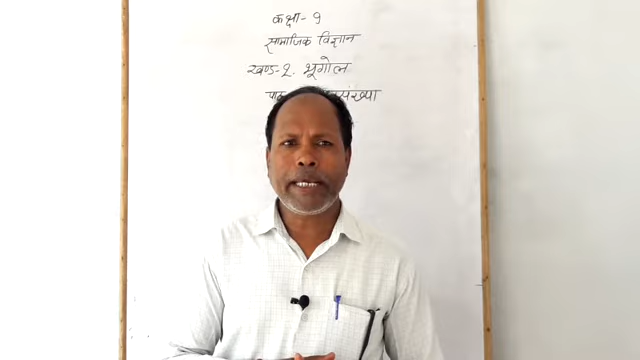 कक्षा - 9
सामाजिक विज्ञान
खण्ड-2. भूगोल